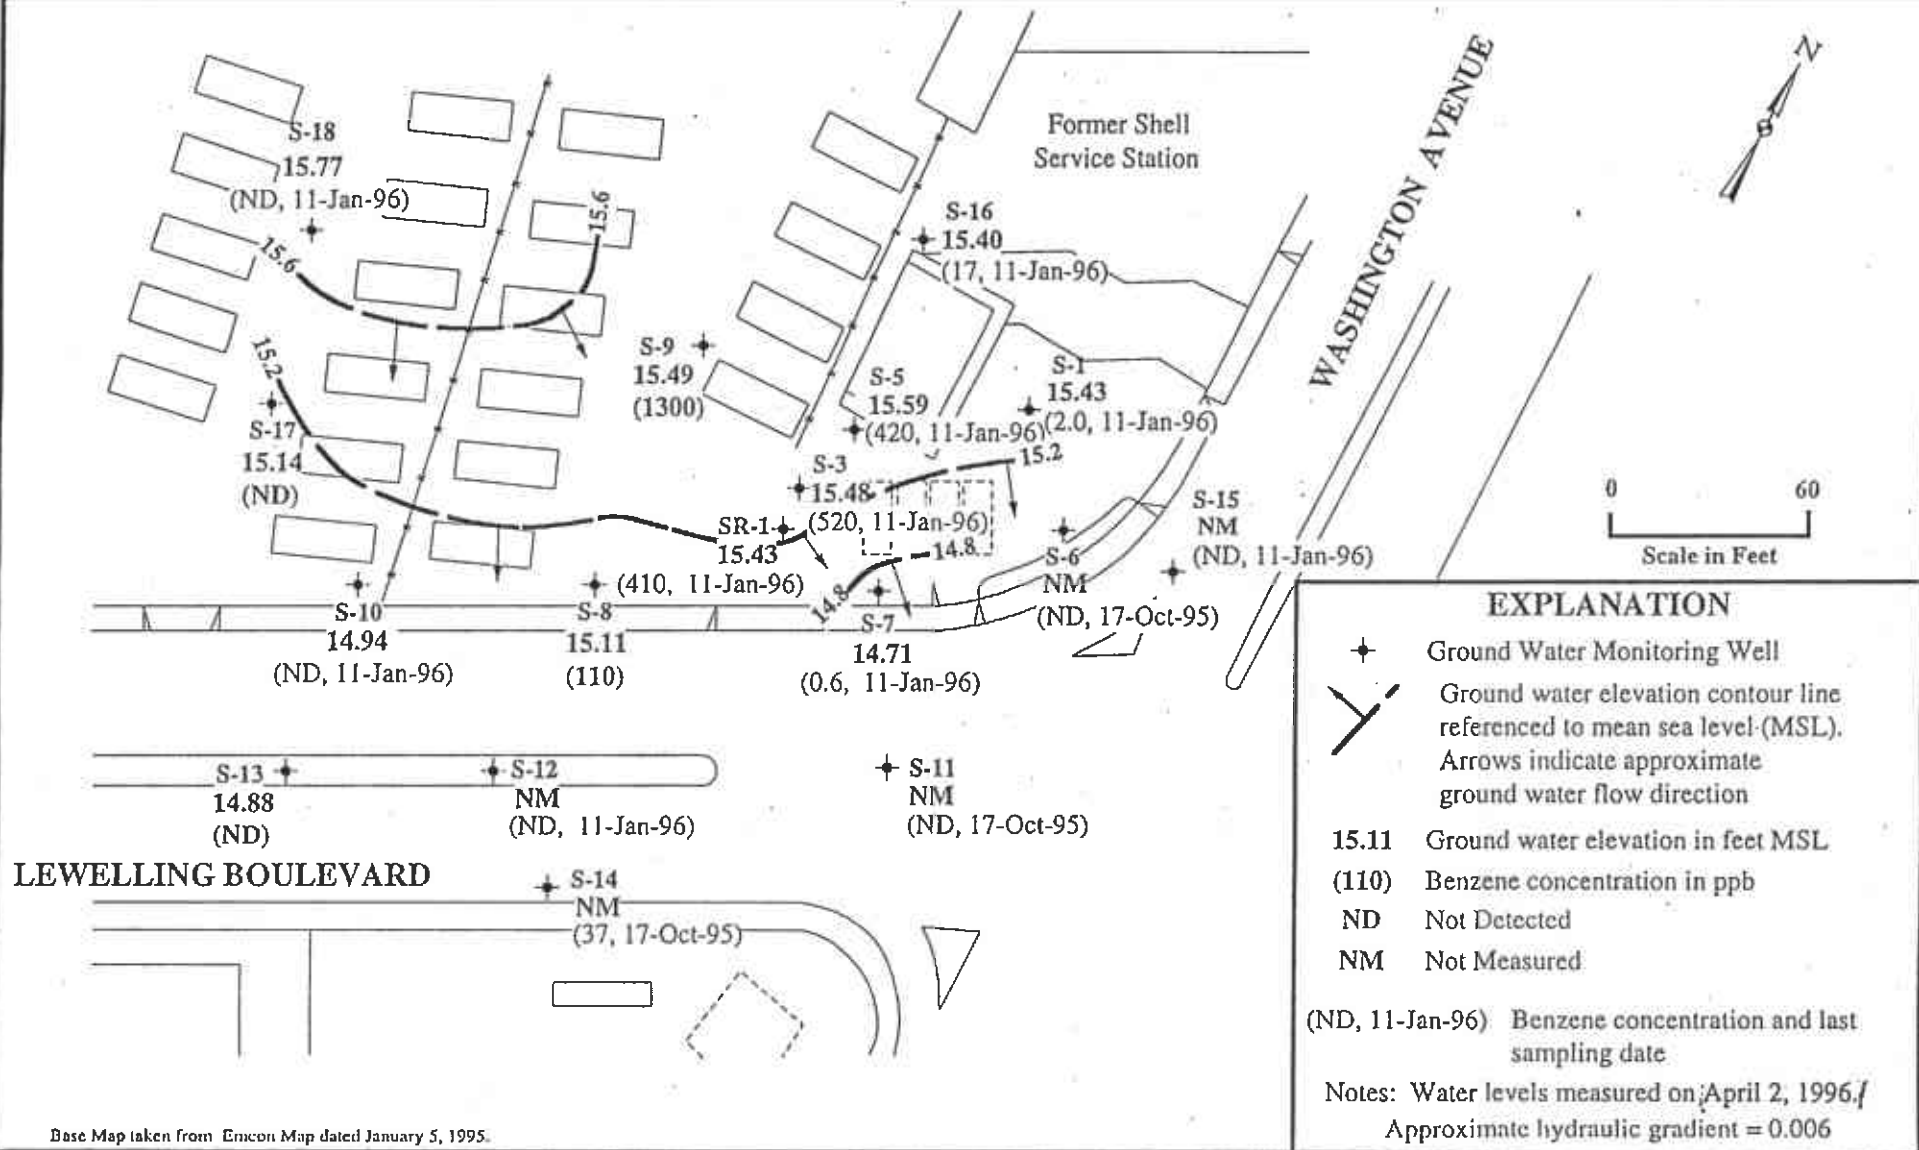 S-18
15.77
(ND, 11-Jan-96)
15.6
15.6
Former Shell
Service Station
WASHINGTON AVENUE
N
S-16
15.40
(17, 11-Jan-96)
S-9
15.49
(1300)
S-5
15.59
(420, 11-Jan-96)
S-1
15.43
(2.0, 11-Jan-96)
15.2
15.2
S-17
15.14
(ND)
S-3
15.48
(520, 11-Jan-96)
SR-1
15.43
(410, 11-Jan-96)
14.8
14.8
S-6
NM
(ND, 17-Oct-95)
S-15
NM
(ND, 11-Jan-96)
0 60
Scale in Feet
S-10
14.94
(ND, 11-Jan-96)
S-8
15.11
(110)
S-7
14.71
(0.6, 11-Jan-96)
S-13
14.88
(ND)
S-12
NM
(ND, 11-Jan-96)
S-11
NM
(ND, 17-Oct-95)
LEWELLING BOULEVARD
S-14
NM
(37, 17-Oct-95)
EXPLANATION
Ground Water Monitoring Well
Ground water elevation contour line
referenced to mean sea level (MSL).
Arrows indicate approximate
ground water flow direction
15.11 Ground water elevation in feet MSL
(110) Benzene concentration in ppb
ND Not Detected
NM Not Measured
(ND, 11-Jan-96) Benzene concentration and last
sampling date
Notes: Water levels measured on April 2, 1996.
Approximate hydraulic gradient = 0.006
Base Map taken from Emcon Map dated January 5, 1995.